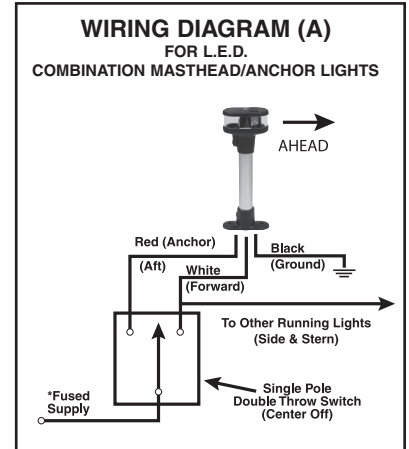 WIRING DIAGRAM (A)
FOR L.E.D.
COMBINATION MASTHEAD/ANCHOR LIGHTS
AHEAD
Red (Anchor)
(Aft)
Black
(Ground)
White
(Forward)
To Other Running Lights
(Side & Stern)
*Fused
Supply
Single Pole
Double Throw Switch
(Center Off)